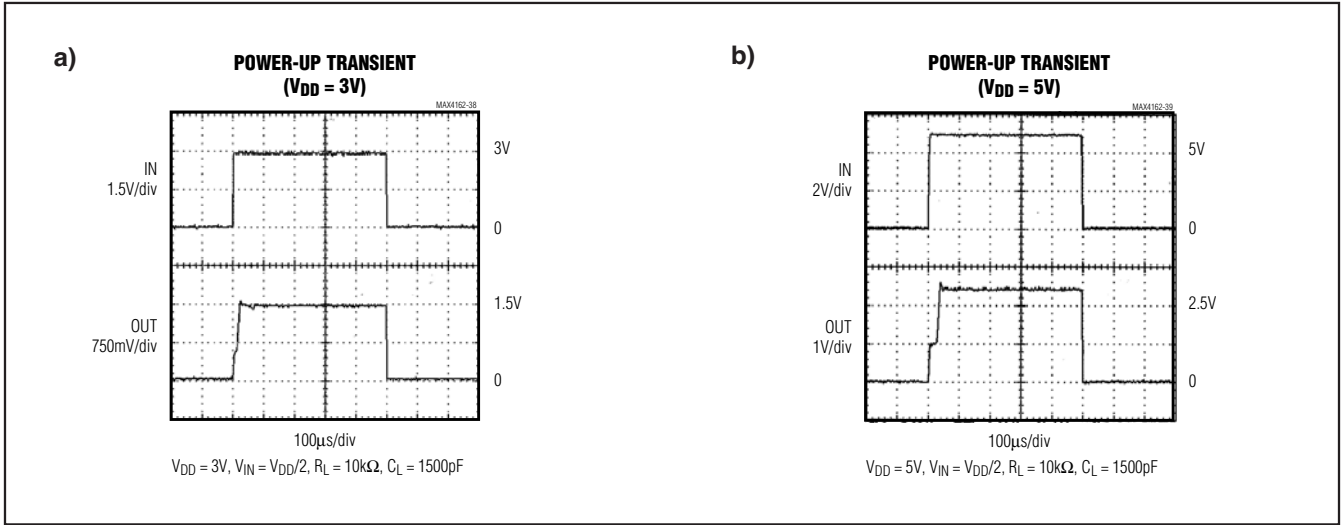 a)
POWER-UP TRANSIENT
(VDD = 3V)
MAX4162-38
IN
1.5V/div
3V
0
OUT
750mV/div
1.5V
0
100μs/div
VDD = 3V, VIN = VDD/2, RL = 10kΩ, CL = 1500pF
b)
POWER-UP TRANSIENT
(VDD = 5V)
MAX4162-39
IN
2V/div
5V
0
OUT
1V/div
2.5V
0
100μs/div
VDD = 5V, VIN = VDD/2, RL = 10kΩ, CL = 1500pF